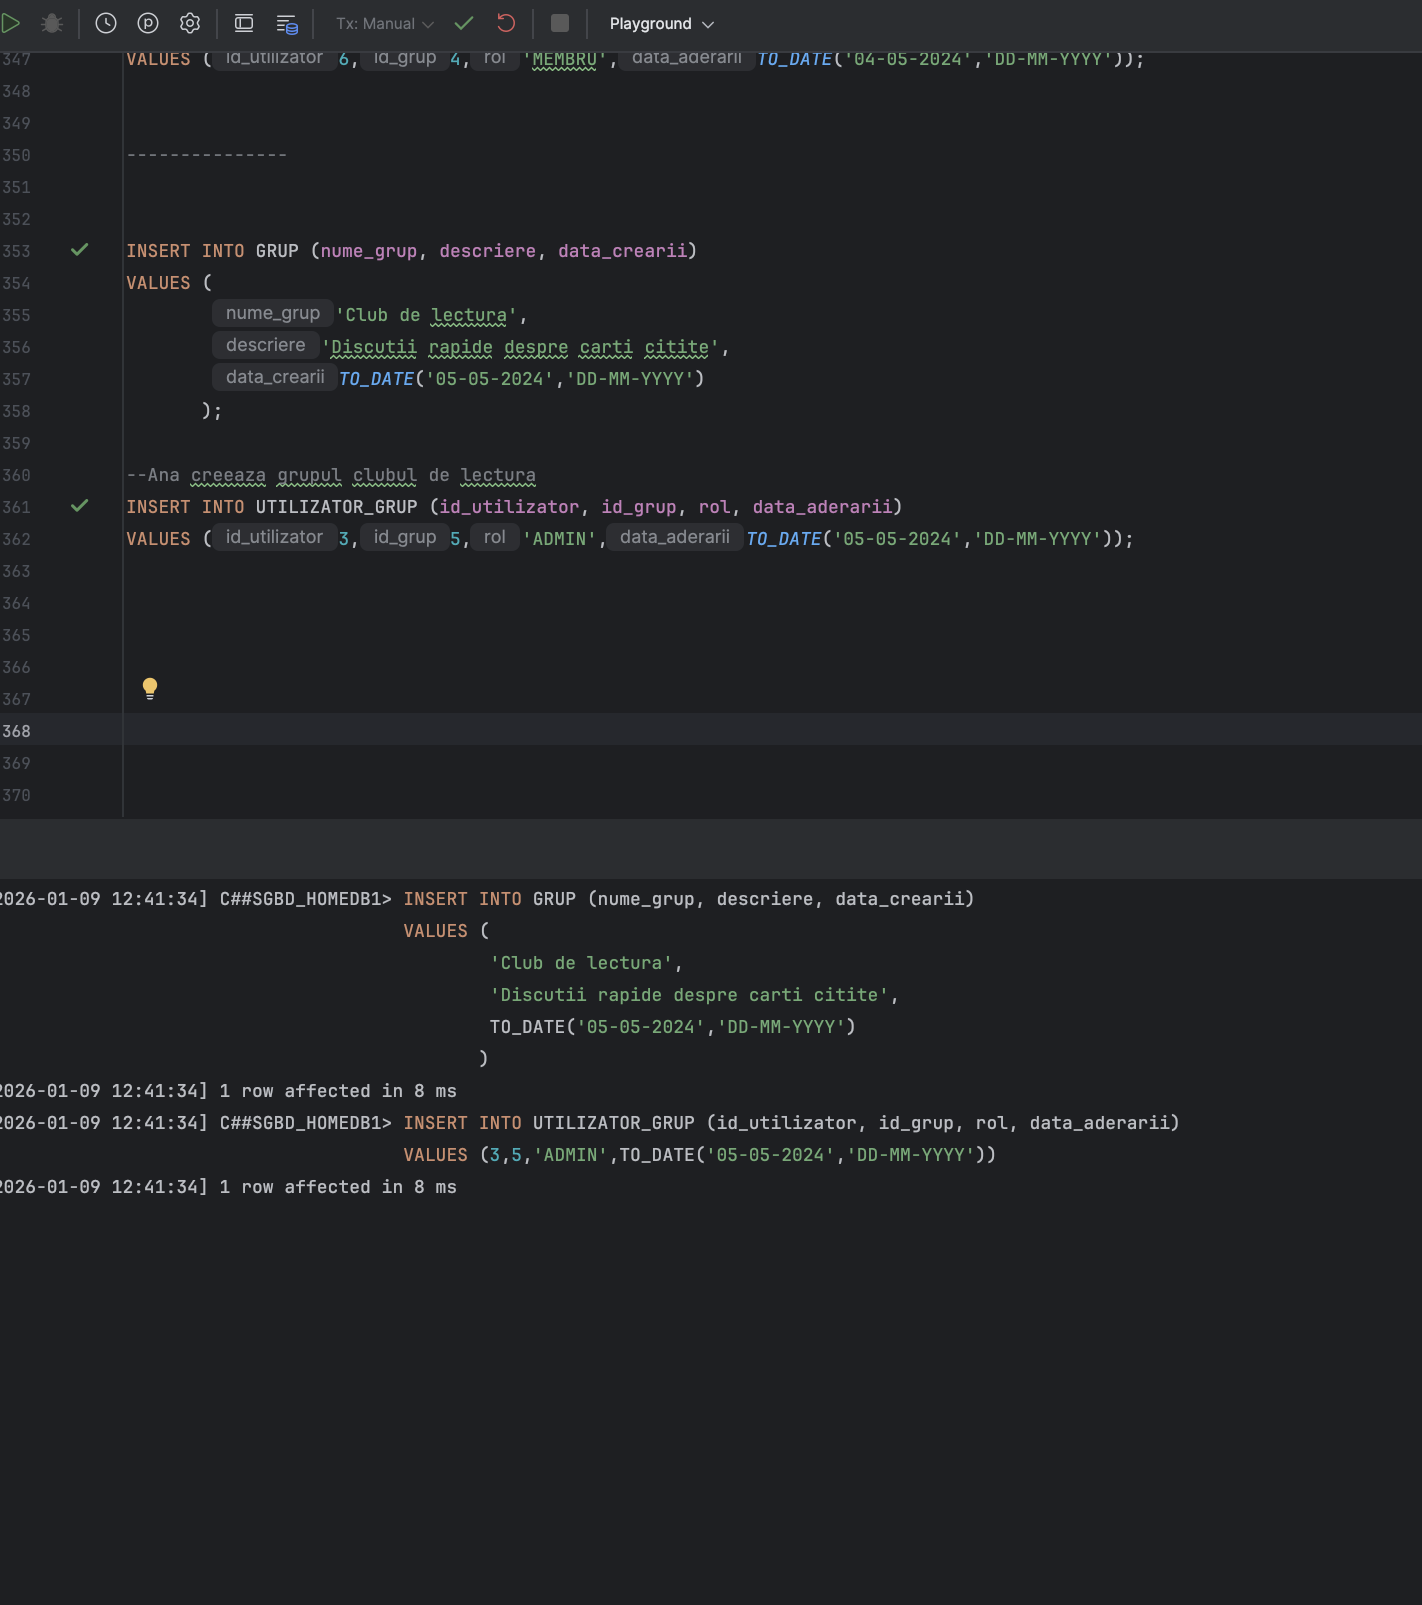 Tx: Manual Playground
347 VALUES ( id_utilizator 6, id_grup 4, rol 'MEMBRU', data_aderarii TO_DATE('04-05-2024','DD-MM-YYYY'));
348
349
350 ---------------
351
352
353 INSERT INTO GRUP (nume_grup, descriere, data_crearii)
354 VALUES (
355 nume_grup 'Club de lectura',
356 descriere 'Discutii rapide despre carti citite',
357 data_crearii TO_DATE('05-05-2024','DD-MM-YYYY')
358 );
359
360 --Ana creeaza grupul clubul de lectura
361 INSERT INTO UTILIZATOR_GRUP (id_utilizator, id_grup, rol, data_aderarii)
362 VALUES ( id_utilizator 3, id_grup 5, rol 'ADMIN', data_aderarii TO_DATE('05-05-2024','DD-MM-YYYY'));
363
364
365
366
367
368
369
370
2026-01-09 12:41:34] C##SGBD_HOMEDB1> INSERT INTO GRUP (nume_grup, descriere, data_crearii)
VALUES (
'Club de lectura',
'Discutii rapide despre carti citite',
TO_DATE('05-05-2024','DD-MM-YYYY')
)
2026-01-09 12:41:34] 1 row affected in 8 ms
2026-01-09 12:41:34] C##SGBD_HOMEDB1> INSERT INTO UTILIZATOR_GRUP (id_utilizator, id_grup, rol, data_aderarii)
VALUES (3,5,'ADMIN',TO_DATE('05-05-2024','DD-MM-YYYY'))
2026-01-09 12:41:34] 1 row affected in 8 ms